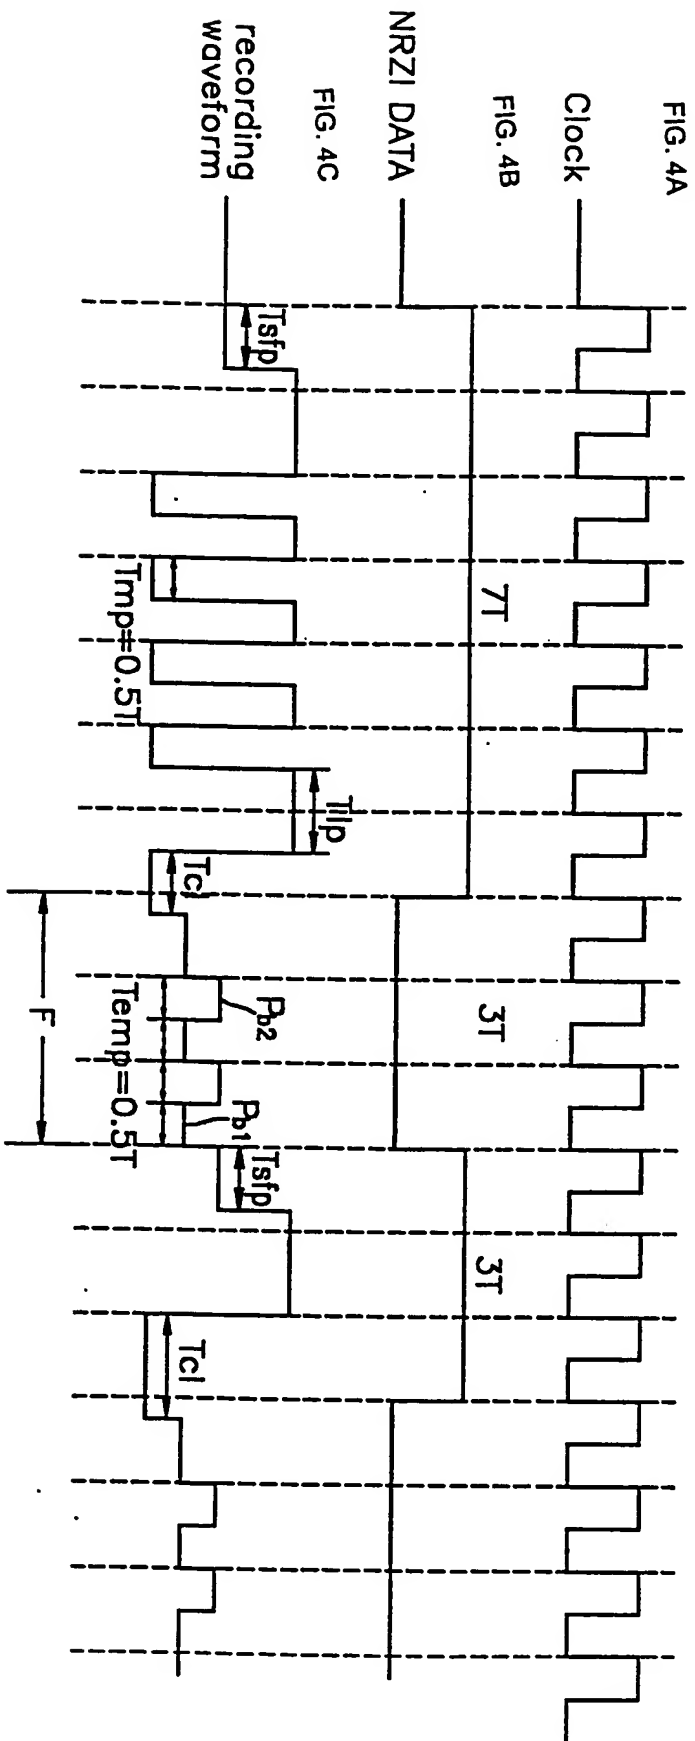 FIG. 4A
Clock
FIG. 4B
NRZI DATA
7T
3T
3T
FIG. 4C
recording
waveform
Tsfp
Tmp=0.5T
Tlp
Tcl
Pb2
Pb1
Temp=0.5T
Tsfp
Tcl
F